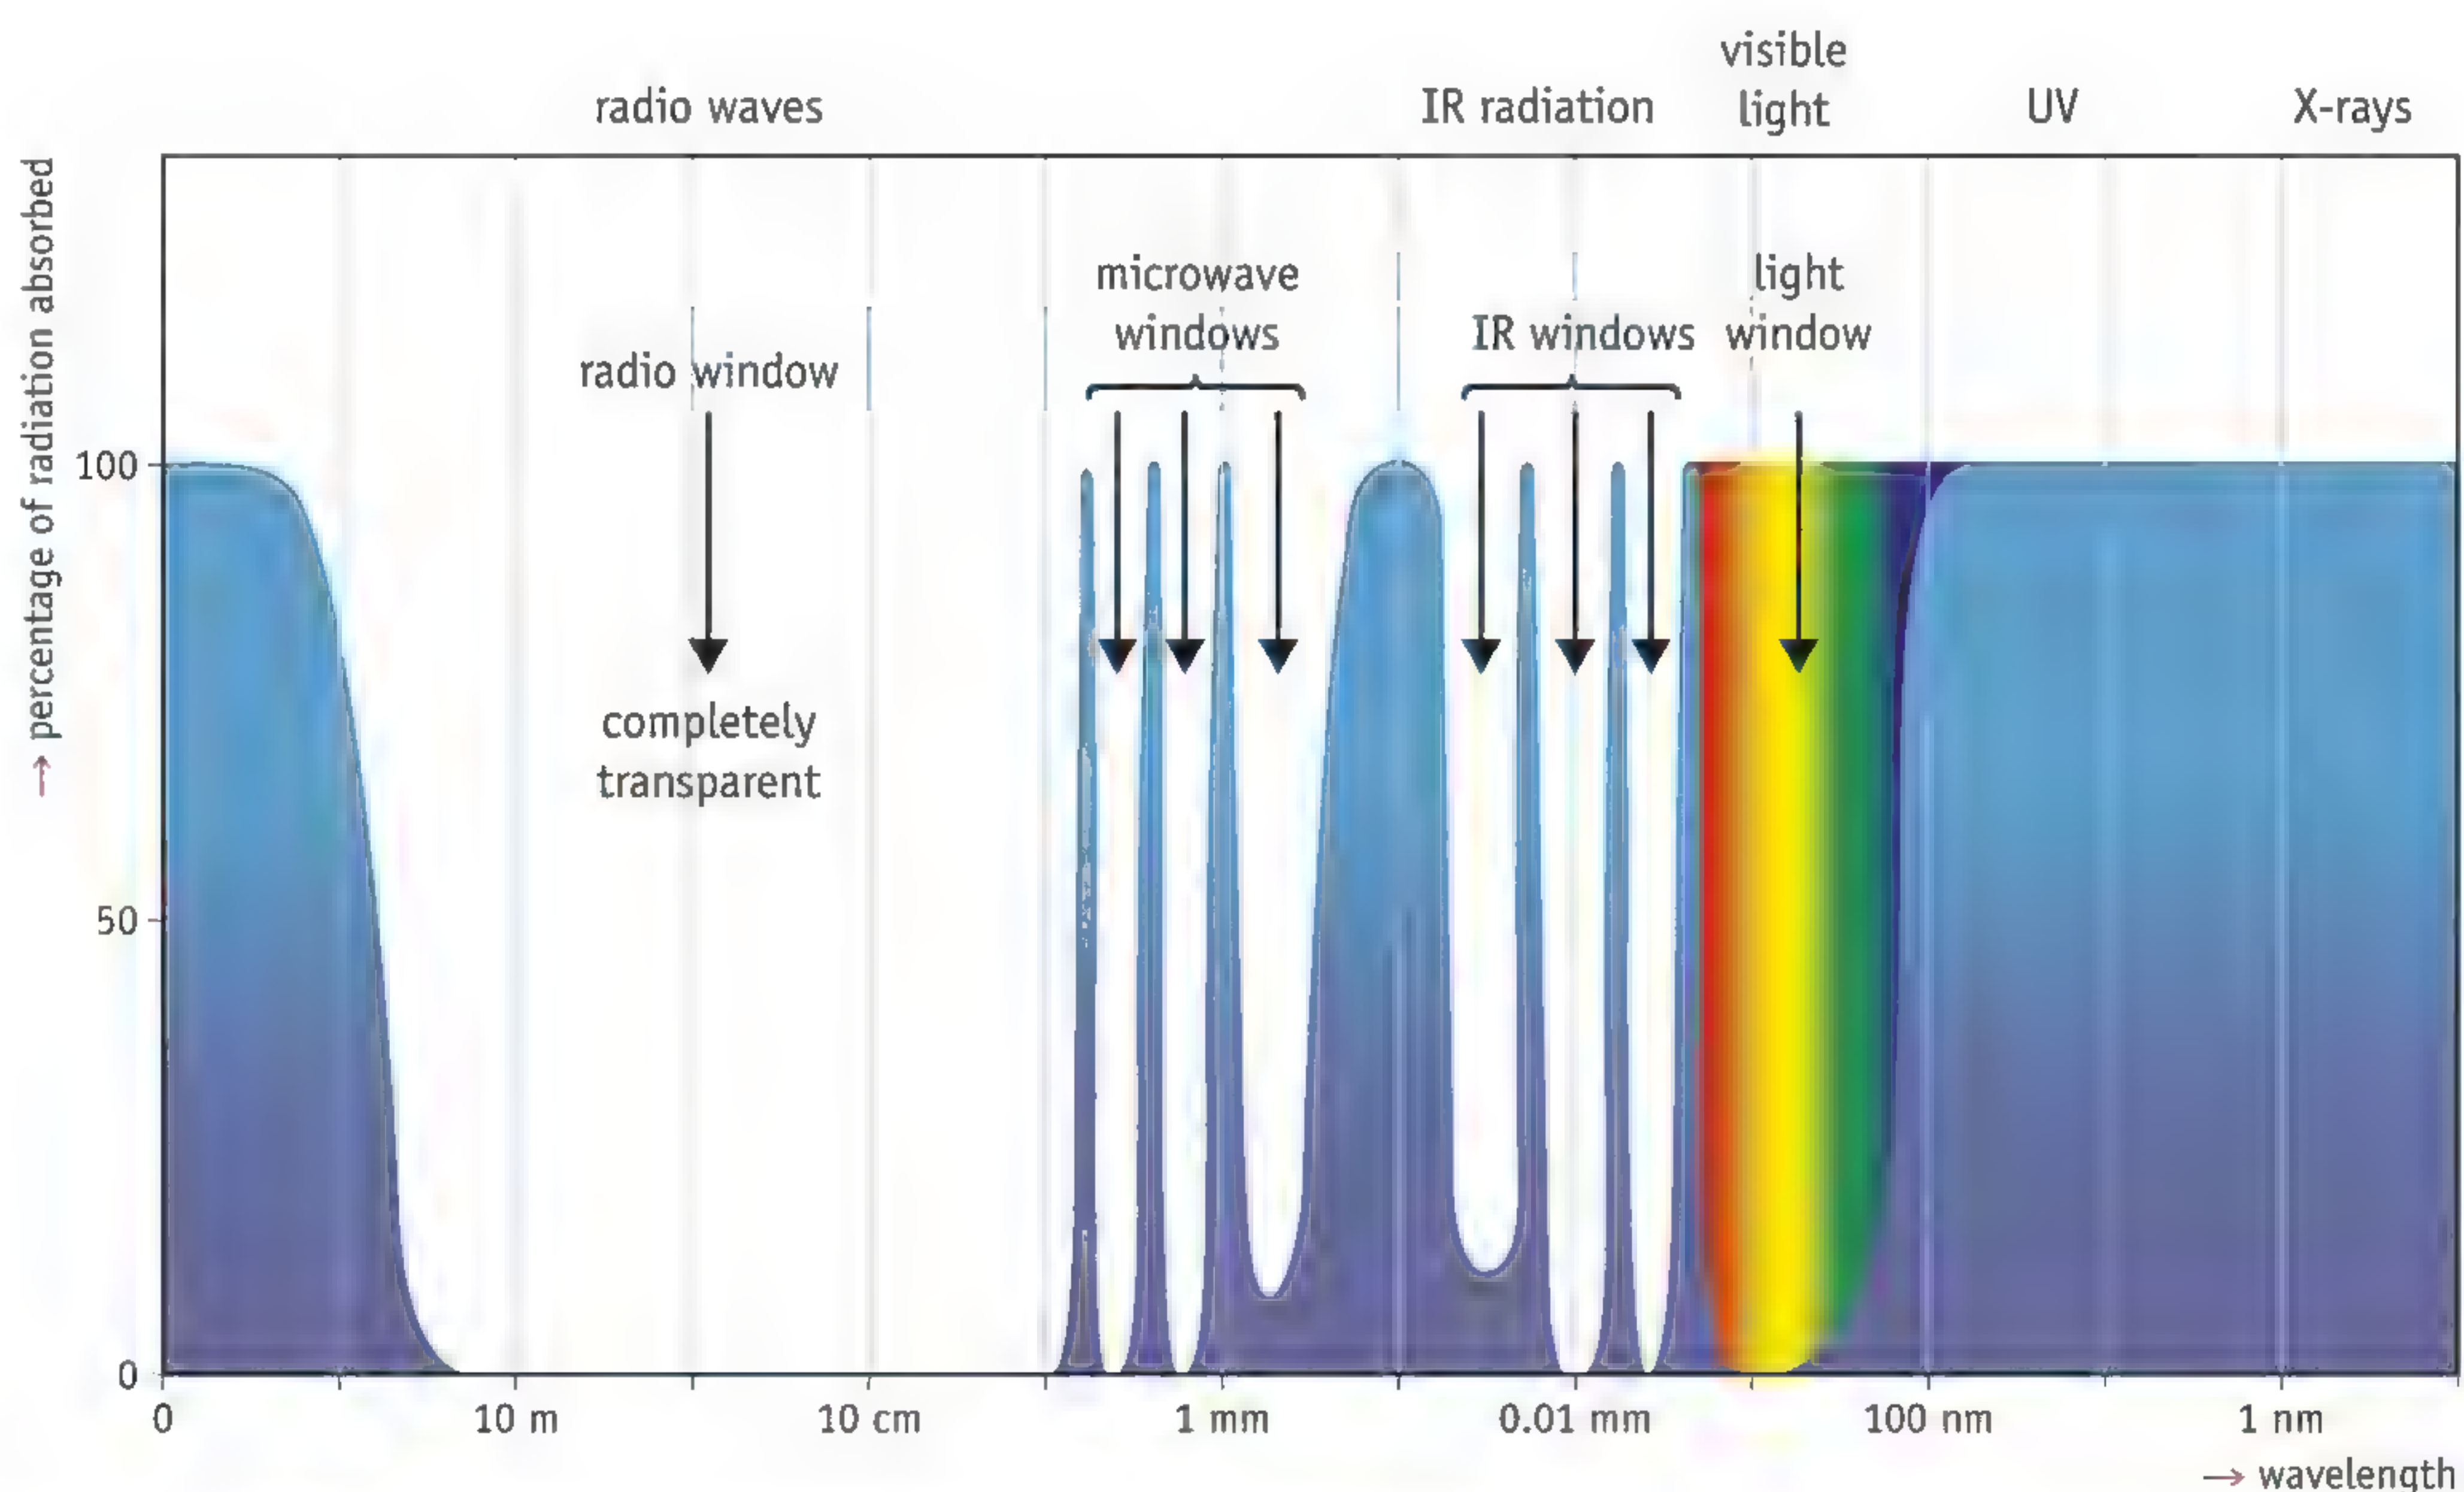 visible
radio waves
IR radiation
light
UV
X-rays
→ percentage of radiation absorbed
microwave
windows
light
window
IR windows
radio window
completely
transparent
100
50
0
0
10 m
10 cm
1 mm
0.01 mm
100 nm
1 nm
→ wavelength